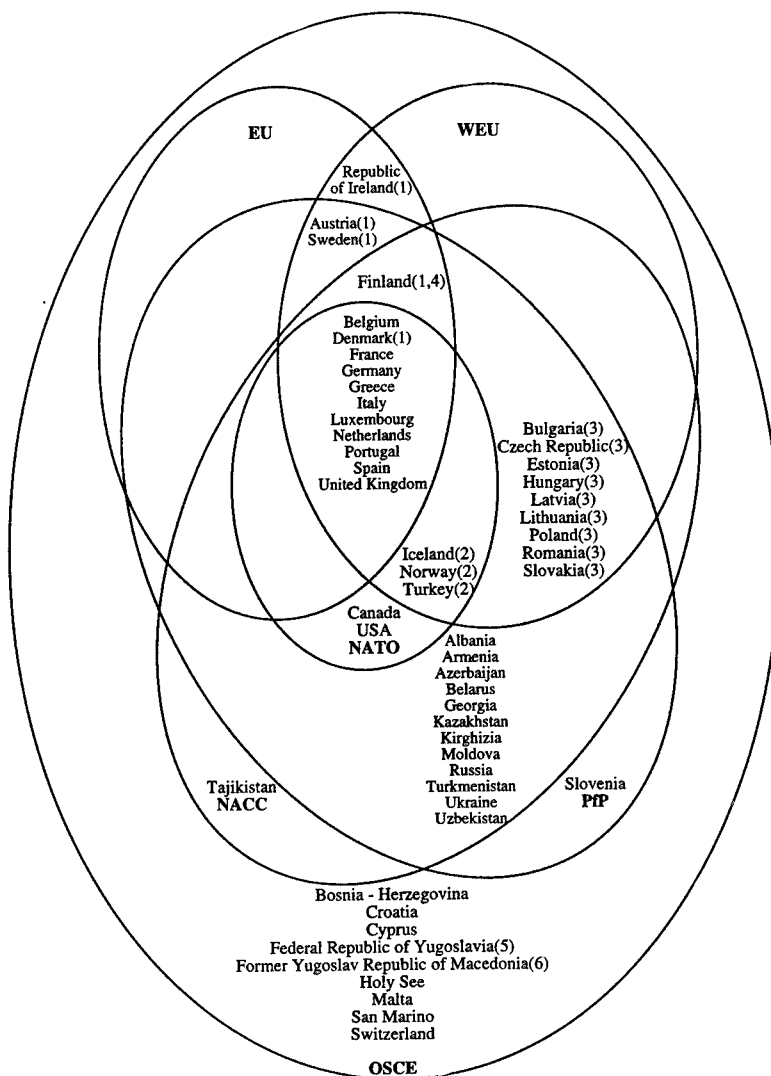 EU
WEU
Republic
of Ireland(1)
Austria(1)
Sweden(1)
Finland(1,4)
Belgium
Denmark(1)
France
Germany
Greece
Italy
Luxembourg
Netherlands
Portugal
Spain
United Kingdom
Bulgaria(3)
Czech Republic(3)
Estonia(3)
Hungary(3)
Latvia(3)
Lithuania(3)
Poland(3)
Romania(3)
Slovakia(3)
Iceland(2)
Norway(2)
Turkey(2)
Canada
USA
NATO
Albania
Armenia
Azerbaijan
Belarus
Georgia
Kazakhstan
Kirghizia
Moldova
Russia
Turkmenistan
Ukraine
Uzbekistan
Tajikistan
NACC
Slovenia
PfP
Bosnia - Herzegovina
Croatia
Cyprus
Federal Republic of Yugoslavia(5)
Former Yugoslav Republic of Macedonia(6)
Holy See
Malta
San Marino
Switzerland
OSCE